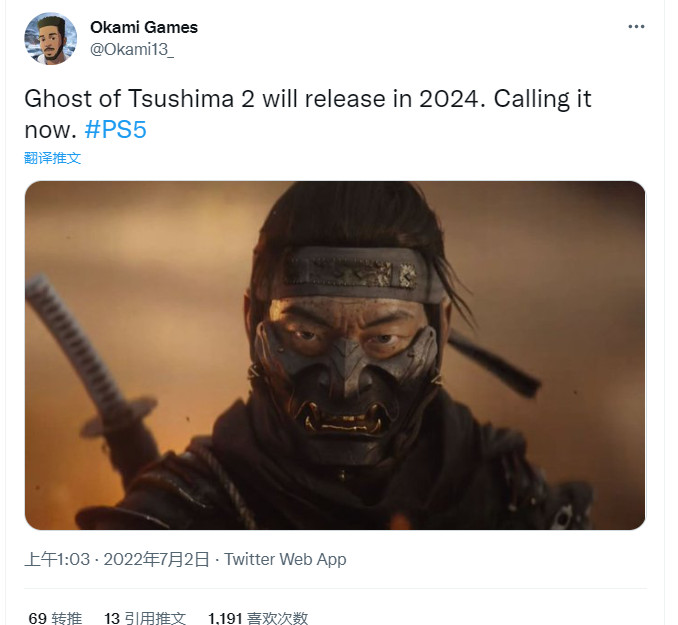 Okami Games
@Okami13_
Ghost of Tsushima 2 will release in 2024. Calling it
now. #PS5
翻译推文
上午1:03 · 2022年7月2日 · Twitter Web App
69 转推 13 引用推文 1,191 喜欢次数